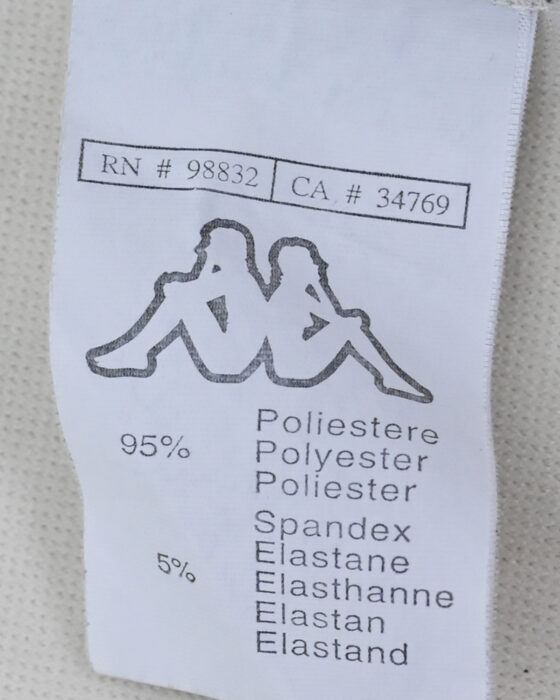 RN # 98832 CA # 34769
Poliestere
95% Polyester
Poliester
Spandex
5% Elastane
Elasthanne
Elastan
Elastand